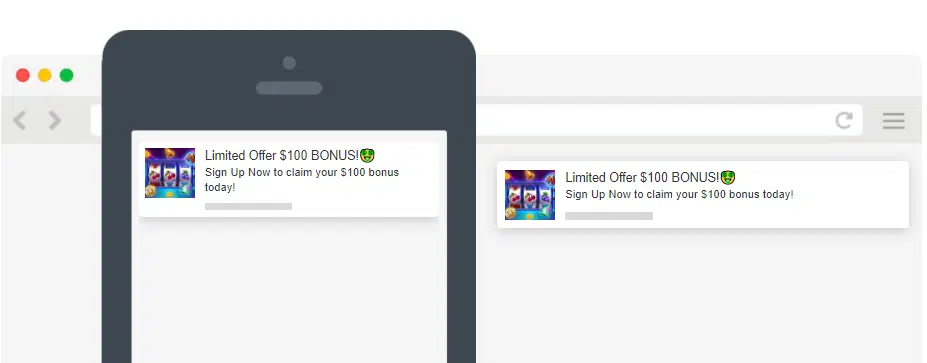 Limited Offer $100 BONUS!🤑
Sign Up Now to claim your $100 bonus
today!
Limited Offer $100 BONUS!🤑
Sign Up Now to claim your $100 bonus today!